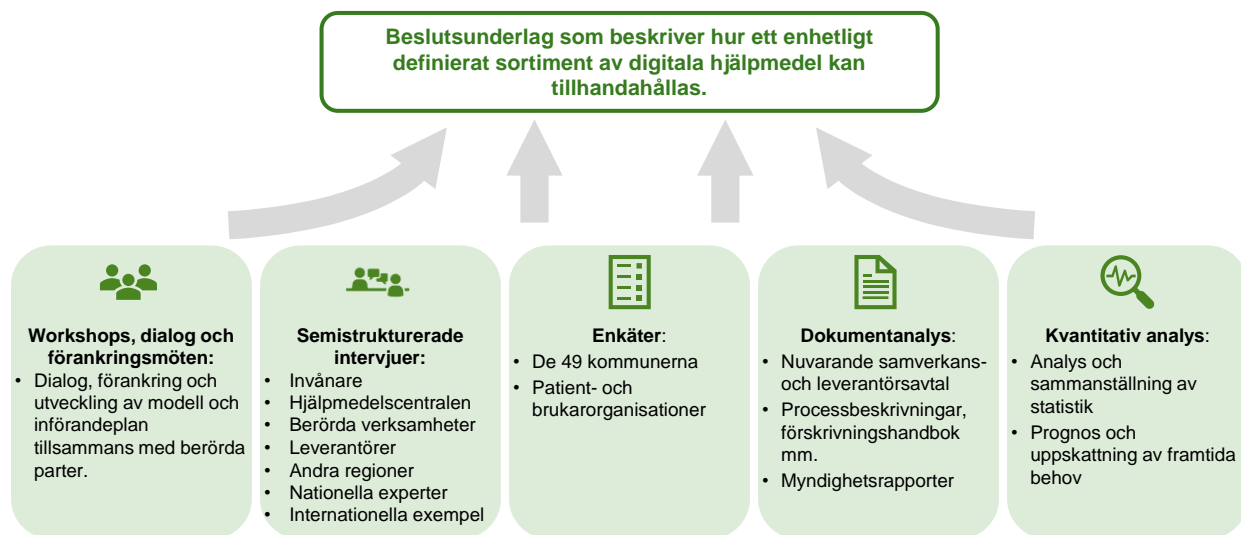 Beslutsunderlag som beskriver hur ett enhetligt
definierat sortiment av digitala hjälpmedel kan
tillhandahållas.
Workshops, dialog och
förankringsmöten:
• Dialog, förankring och
utveckling av modell och
införandeplan
tillsammans med berörda
parter.
Semistrukturerade
intervjuer:
• Invånare
• Hjälpmedelscentralen
• Berörda verksamheter
• Leverantörer
• Andra regioner
• Nationella experter
• Internationella exempel
Enkäter:
• De 49 kommunerna
• Patient- och
brukarorganisationer
Dokumentanalys:
• Nuvarande samverkans-
och leverantörsavtal
• Processbeskrivningar,
förskrivningshandbok
mm.
• Myndighetsrapporter
Kvantitativ analys:
• Analys och
sammanställning av
statistik
• Prognos och
uppskattning av framtida
behov